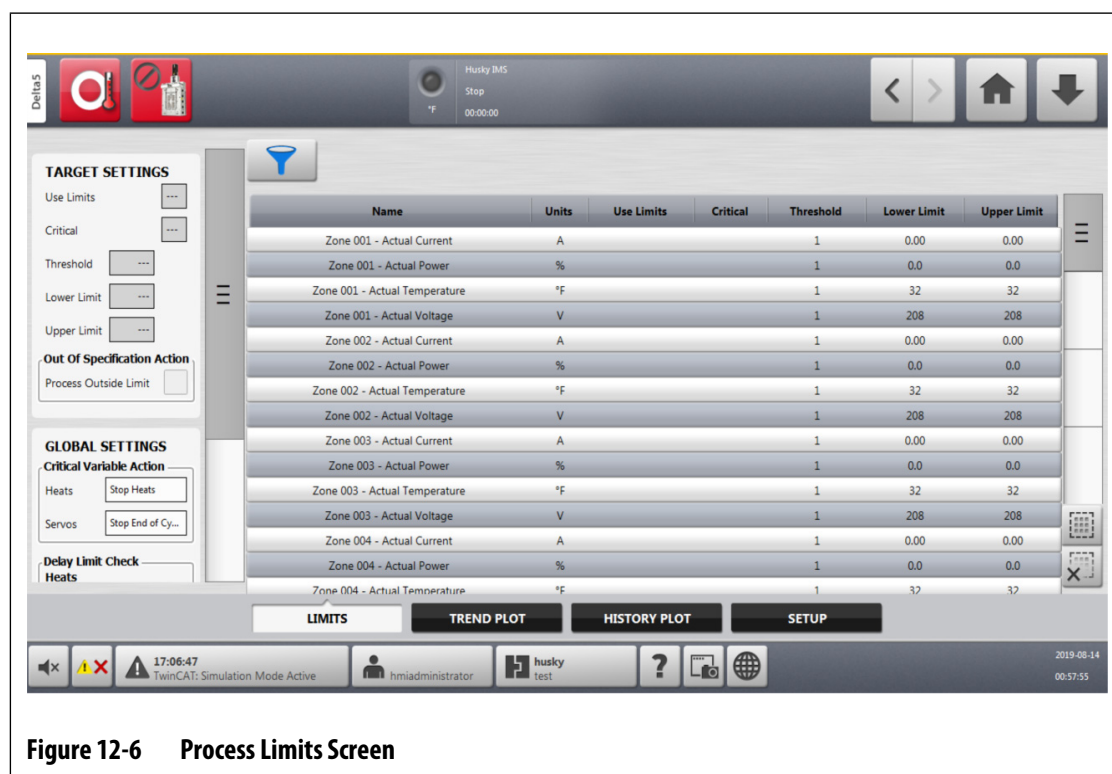 Delta5
Husky IMS
Stop
°F
00:00:00
TARGET SETTINGS
Use Limits ---
Critical ---
Threshold ---
Lower Limit ---
Upper Limit ---
Out Of Specification Action
Process Outside Limit
GLOBAL SETTINGS
Critical Variable Action
Heats Stop Heats
Servos Stop End of Cy...
Delay Limit Check
Heats
Name Units Use Limits Critical Threshold Lower Limit Upper Limit
Zone 001 - Actual Current A 1 0.00 0.00
Zone 001 - Actual Power % 1 0.0 0.0
Zone 001 - Actual Temperature °F 1 32 32
Zone 001 - Actual Voltage V 1 208 208
Zone 002 - Actual Current A 1 0.00 0.00
Zone 002 - Actual Power % 1 0.0 0.0
Zone 002 - Actual Temperature °F 1 32 32
Zone 002 - Actual Voltage V 1 208 208
Zone 003 - Actual Current A 1 0.00 0.00
Zone 003 - Actual Power % 1 0.0 0.0
Zone 003 - Actual Temperature °F 1 32 32
Zone 003 - Actual Voltage V 1 208 208
Zone 004 - Actual Current A 1 0.00 0.00
Zone 004 - Actual Power % 1 0.0 0.0
Zone 004 - Actual Temperature °F 1 32 32
LIMITS TREND PLOT HISTORY PLOT SETUP
17:06:47
TwinCAT: Simulation Mode Active
hmiadministrator
husky
test
?
2019-08-14
00:57:55
Figure 12-6 Process Limits Screen